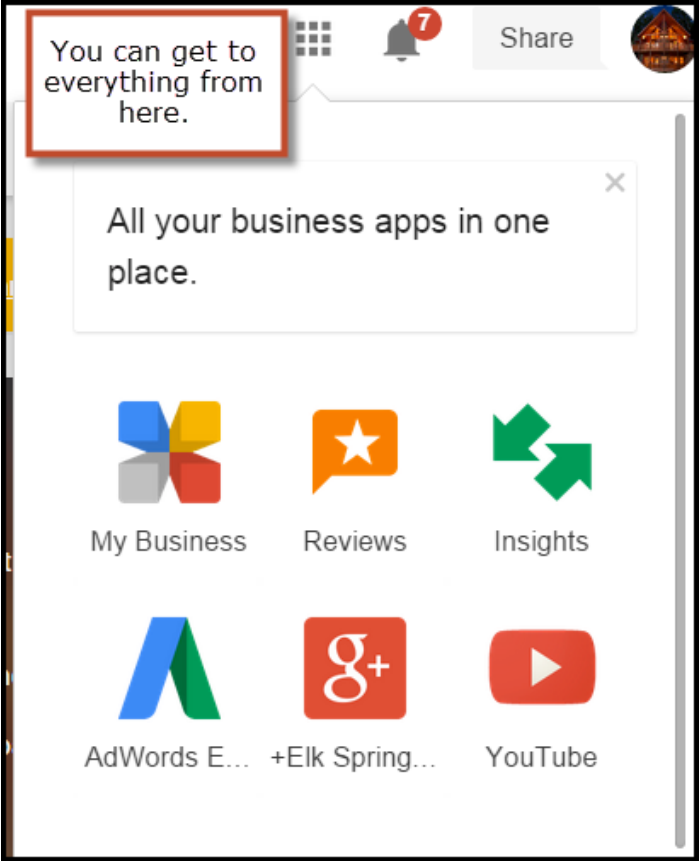 You can get to
everything from
here.
7
Share
All your business apps in one
place.
My Business
Reviews
Insights
g+
AdWords E...
+Elk Spring...
YouTube